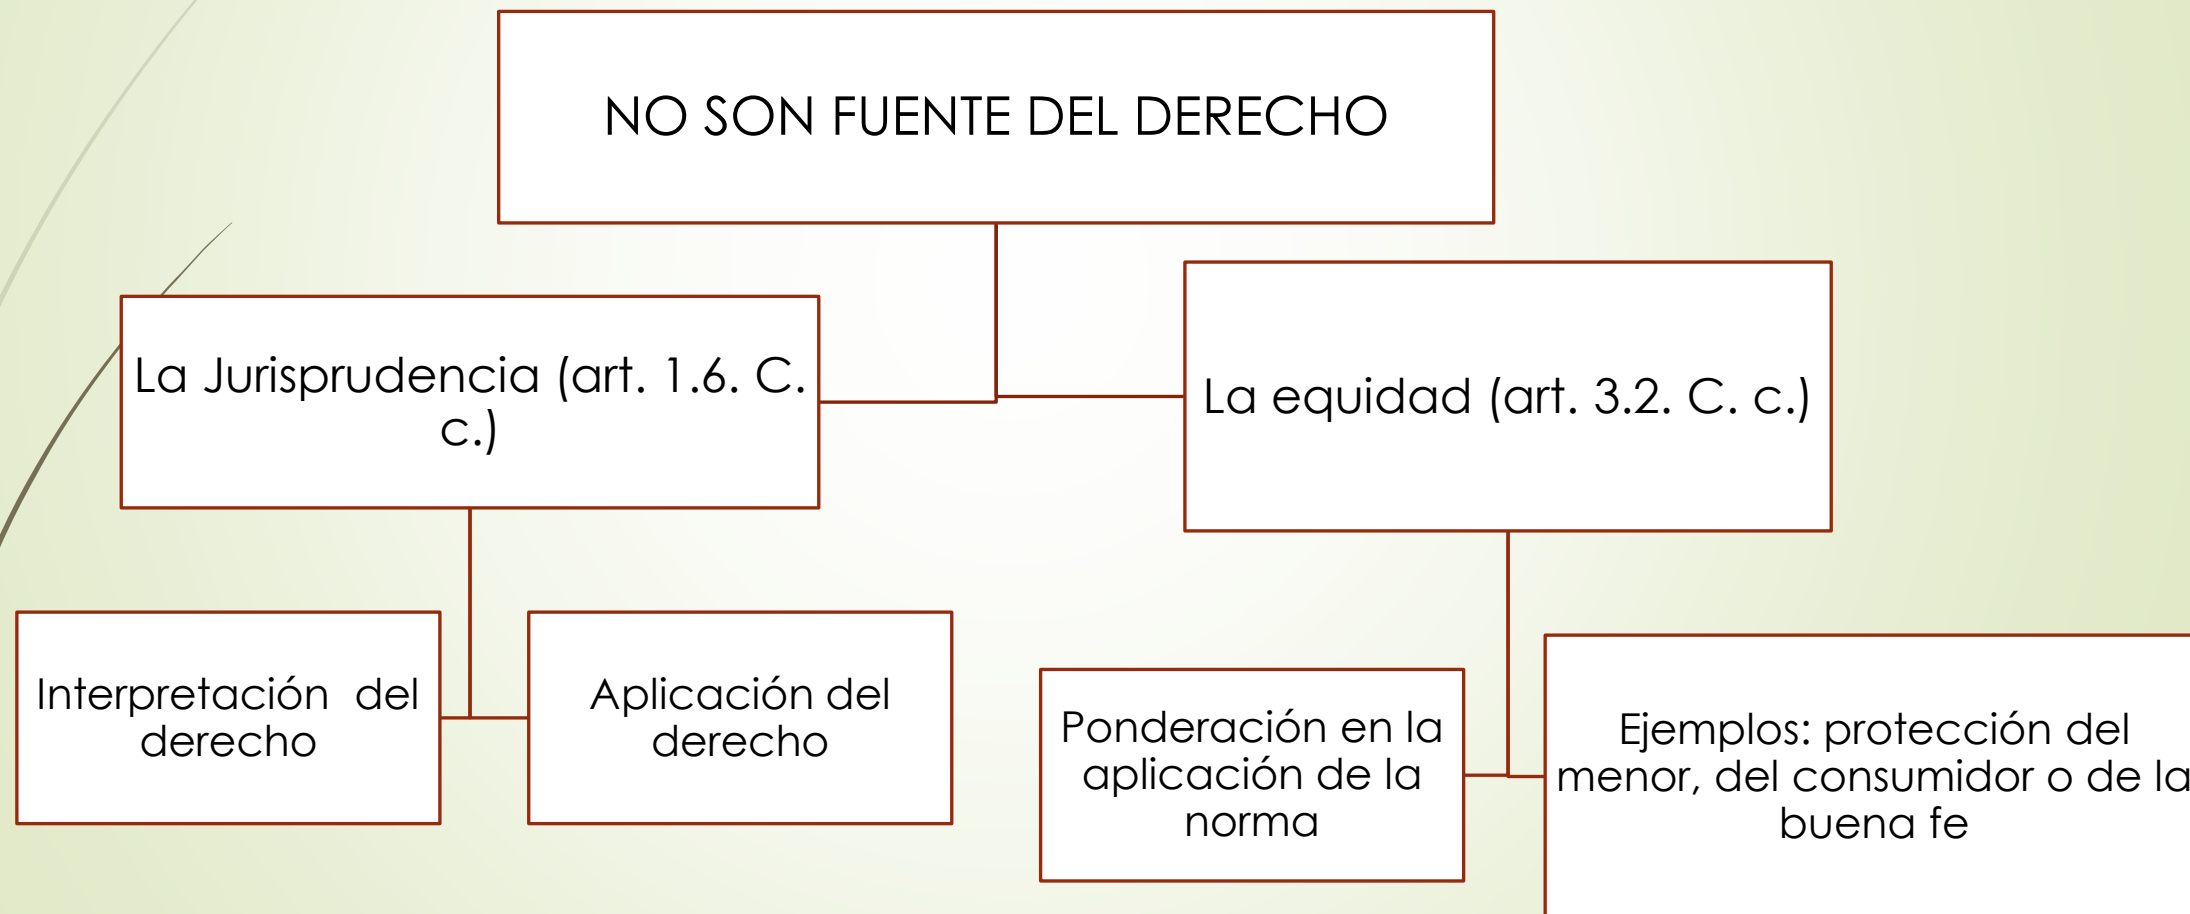 NO SON FUENTE DEL DERECHO
La Jurisprudencia (art. 1.6. C.
c.)
La equidad (art. 3.2. C. c.)
Interpretación  del
derecho
Aplicación del
derecho
Ponderación en la
aplicación de la
norma
Ejemplos: protección del
menor, del consumidor o de la
buena fe